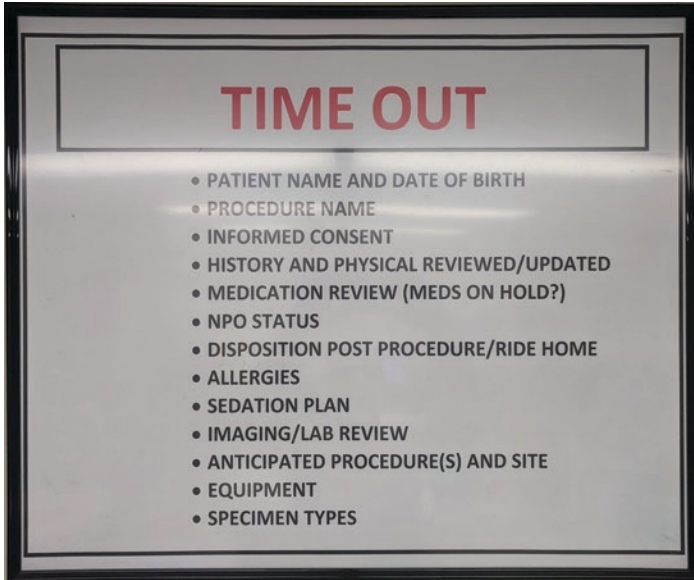 TIME OUT
• PATIENT NAME AND DATE OF BIRTH
• PROCEDURE NAME
• INFORMED CONSENT
• HISTORY AND PHYSICAL REVIEWED/UPDATED
• MEDICATION REVIEW (MEDS ON HOLD?)
• NPO STATUS
• DISPOSITION POST PROCEDURE/RIDE HOME
• ALLERGIES
• SEDATION PLAN
• IMAGING/LAB REVIEW
• ANTICIPATED PROCEDURE(S) AND SITE
• EQUIPMENT
• SPECIMEN TYPES